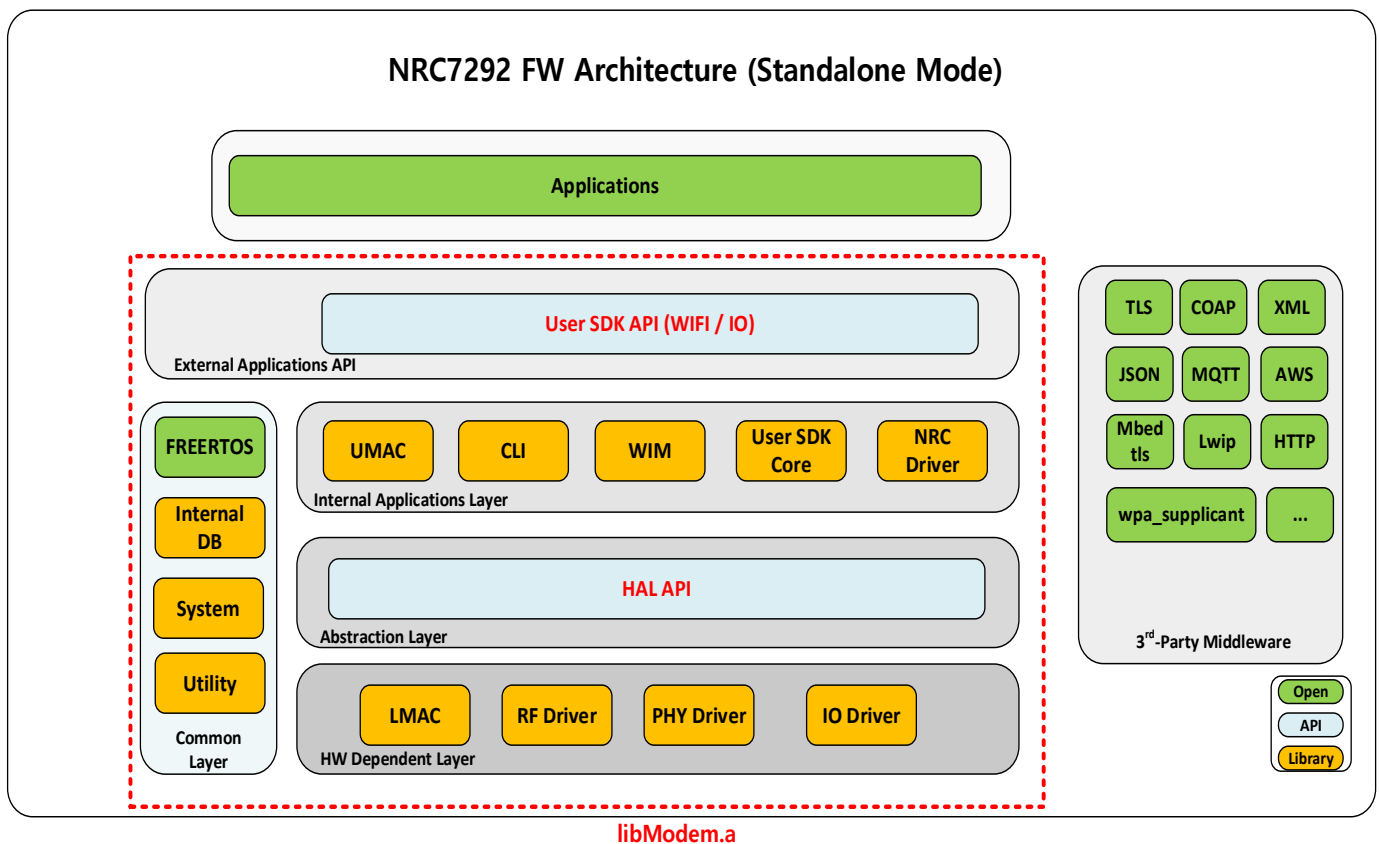 NRC7292 FW Architecture (Standalone Mode)
Applications
User SDK API (WIFI / IO)
External Applications API
FREERTOS
Internal
DB
System
Utility
Common
Layer
UMAC
CLI
WIM
User SDK
Core
NRC
Driver
Internal Applications Layer
HAL API
Abstraction Layer
LMAC
RF Driver
PHY Driver
IO Driver
HW Dependent Layer
libModem.a
TLS
COAP
XML
JSON
MQTT
AWS
Mbed
tls
Lwip
HTTP
wpa_supplicant
...
3rd-Party Middleware
Open
API
Library